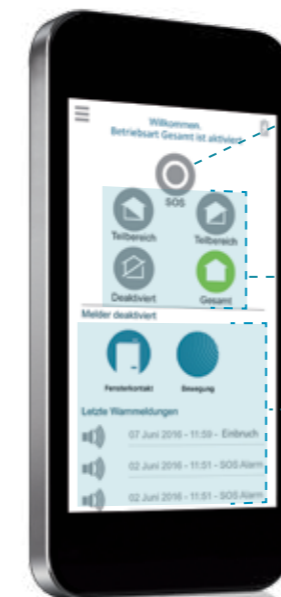 Willkommen.
Betriebsart Gesamt ist aktiviert
SOS
Teilbereich Teilbereich
Deaktiviert Gesamt
Melder deaktiviert
Fensterkontakt Bewegung
Letzte Warnmeldungen
07 Juni 2016 - 11:59 - Einbruch
02 Juni 2016 - 11:51 - SOS Alarm
02 Juni 2016 - 11:51 - SOS Alarm